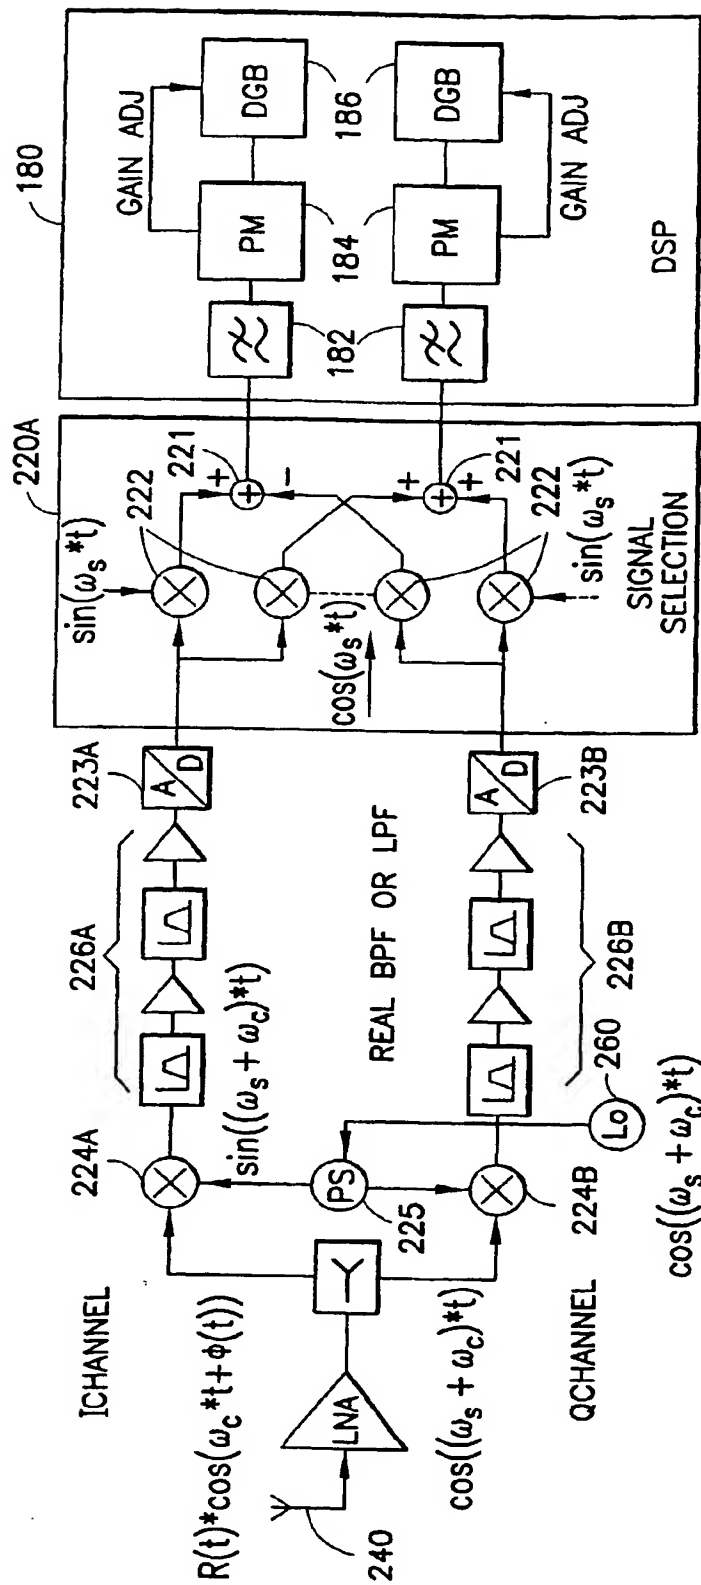 ICHANNEL
R(t)*cos(ω_c*t+Φ(t))
240
LNA
cos((ω_s + ω_c)*t)
QCHANNEL
224A
sin((ω_s + ω_c)*t)
PS
225
224B
Lo
260
cos((ω_s + ω_c)*t)
226A
REAL BPF OR LPF
226B
223A
A
D
A
D
223B
220A
sin(ω_s*t)
222
221
+
-
+
cos(ω_s*t)
+
+
+
221
222
sin(ω_s*t)
SIGNAL
SELECTION
180
GAIN ADJ
PM
DGB
182
184
186
PM
DGB
GAIN ADJ
DSP